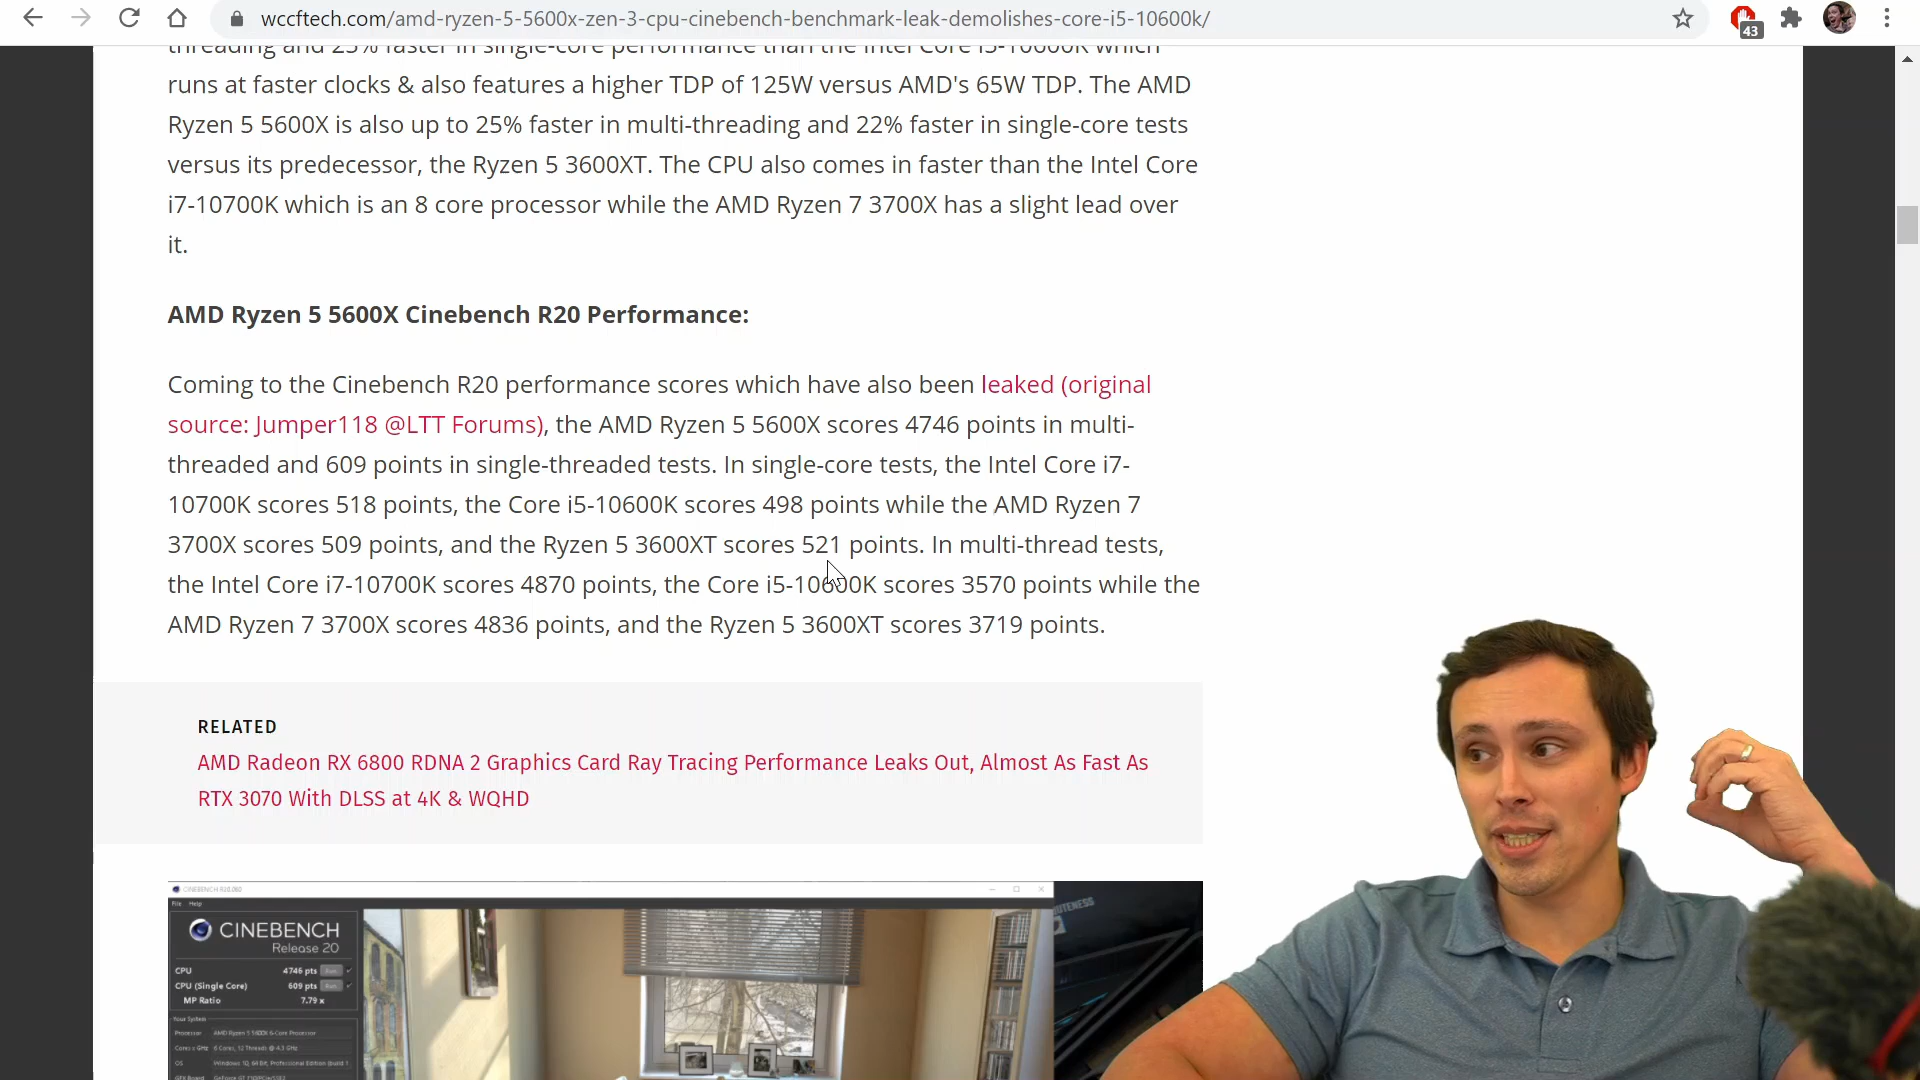 wccftech.com/amd-ryzen-5-5600x-zen-3-cpu-cinebench-benchmark-leak-demolishes-core-i5-10600k/
43
threading and 25% faster in single-core performance than the Intel Core i5-10600K which
runs at faster clocks & also features a higher TDP of 125W versus AMD's 65W TDP. The AMD
Ryzen 5 5600X is also up to 25% faster in multi-threading and 22% faster in single-core tests
versus its predecessor, the Ryzen 5 3600XT. The CPU also comes in faster than the Intel Core
i7-10700K which is an 8 core processor while the AMD Ryzen 7 3700X has a slight lead over
it.
AMD Ryzen 5 5600X Cinebench R20 Performance:
Coming to the Cinebench R20 performance scores which have also been leaked (original
source: Jumper118 @LTT Forums), the AMD Ryzen 5 5600X scores 4746 points in multi-
threaded and 609 points in single-threaded tests. In single-core tests, the Intel Core i7-
10700K scores 518 points, the Core i5-10600K scores 498 points while the AMD Ryzen 7
3700X scores 509 points, and the Ryzen 5 3600XT scores 521 points. In multi-thread tests,
the Intel Core i7-10700K scores 4870 points, the Core i5-10600K scores 3570 points while the
AMD Ryzen 7 3700X scores 4836 points, and the Ryzen 5 3600XT scores 3719 points.
RELATED
AMD Radeon RX 6800 RDNA 2 Graphics Card Ray Tracing Performance Leaks Out, Almost As Fast As
RTX 3070 With DLSS at 4K & WQHD
File Help
CINEBENCH
Release 20
CPU 4746 pts Run
CPU (Single Core) 609 pts Run
MP Ratio 7.79 x
Your System
Processor AMD Ryzen 5 5600X 6-Core Processor
Cores x GHz 6 Cores, 12 Threads @ 4.3 GHz
OS Windows 10, 64 Bit, Professional Edition